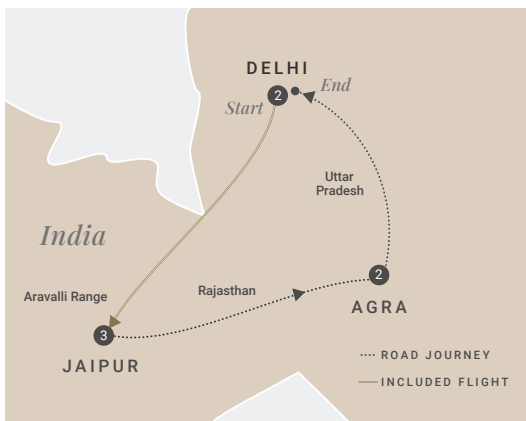 DELHI
2
End
Start
Uttar
Pradesh
India
Aravalli Range
Rajasthan
2
AGRA
3
JAIPUR
ROAD JOURNEY
INCLUDED FLIGHT